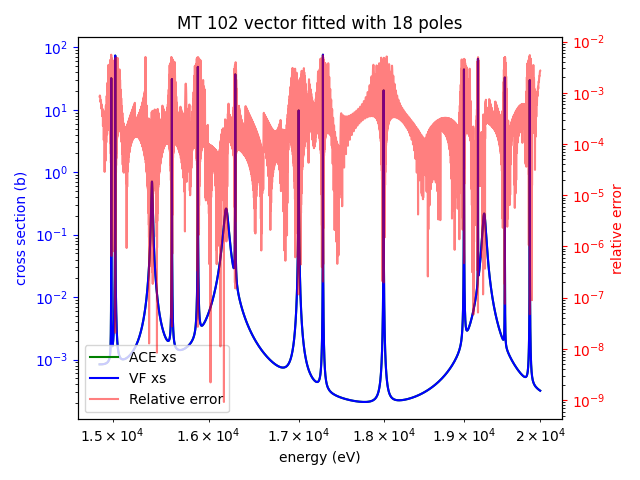 MT 102 vector fitted with 18 poles
10²
10¹
10⁰
10⁻¹
10⁻²
10⁻³
cross section (b)
10⁻²
10⁻³
10⁻⁴
10⁻⁵
10⁻⁶
10⁻⁷
10⁻⁸
10⁻⁹
relative error
ACE xs
VF xs
Relative error
1.5 × 10⁴ 1.6 × 10⁴ 1.7 × 10⁴ 1.8 × 10⁴ 1.9 × 10⁴ 2 × 10⁴
energy (eV)